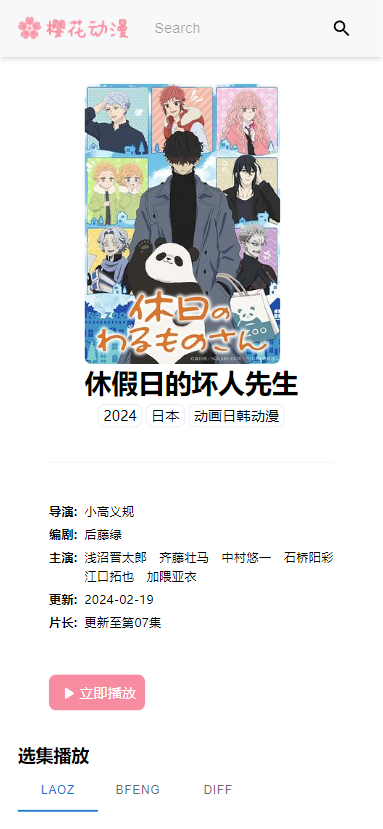 樱花动漫
Search
休日の
わるものさん
休假日的坏人先生
2024 日本 动画日韩动漫
导演: 小高义规
编剧: 后藤绿
主演: 浅沼晋太郎 齐藤壮马 中村悠一 石桥阳彩
江口拓也 加隈亚衣
更新: 2024-02-19
片长: 更新至第07集
立即播放
选集播放
LAOZ BFENG DIFF